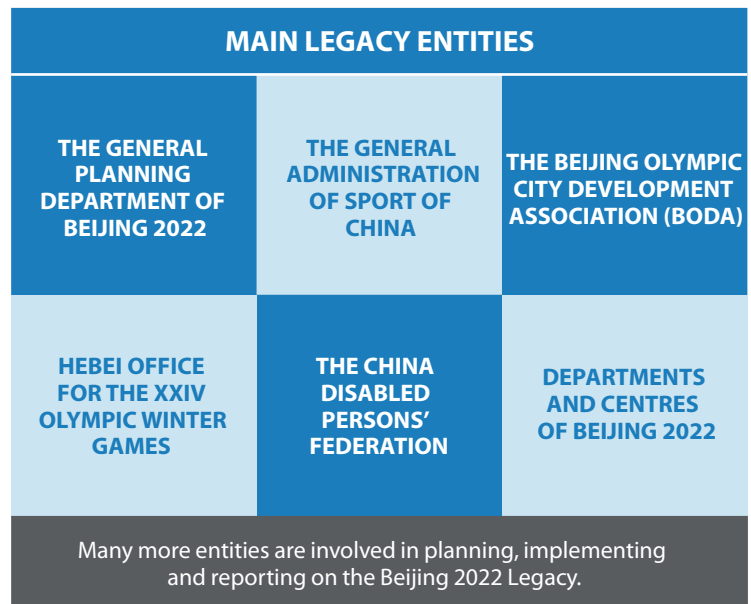 MAIN LEGACY ENTITIES
THE GENERAL
PLANNING
DEPARTMENT OF
BEIJING 2022
THE GENERAL
ADMINISTRATION
OF SPORT OF
CHINA
THE BEIJING OLYMPIC
CITY DEVELOPMENT
ASSOCIATION (BODA)
HEBEI OFFICE
FOR THE XXIV
OLYMPIC WINTER
GAMES
THE CHINA
DISABLED
PERSONS’
FEDERATION
DEPARTMENTS
AND CENTRES
OF BEIJING 2022
Many more entities are involved in planning, implementing
and reporting on the Beijing 2022 Legacy.